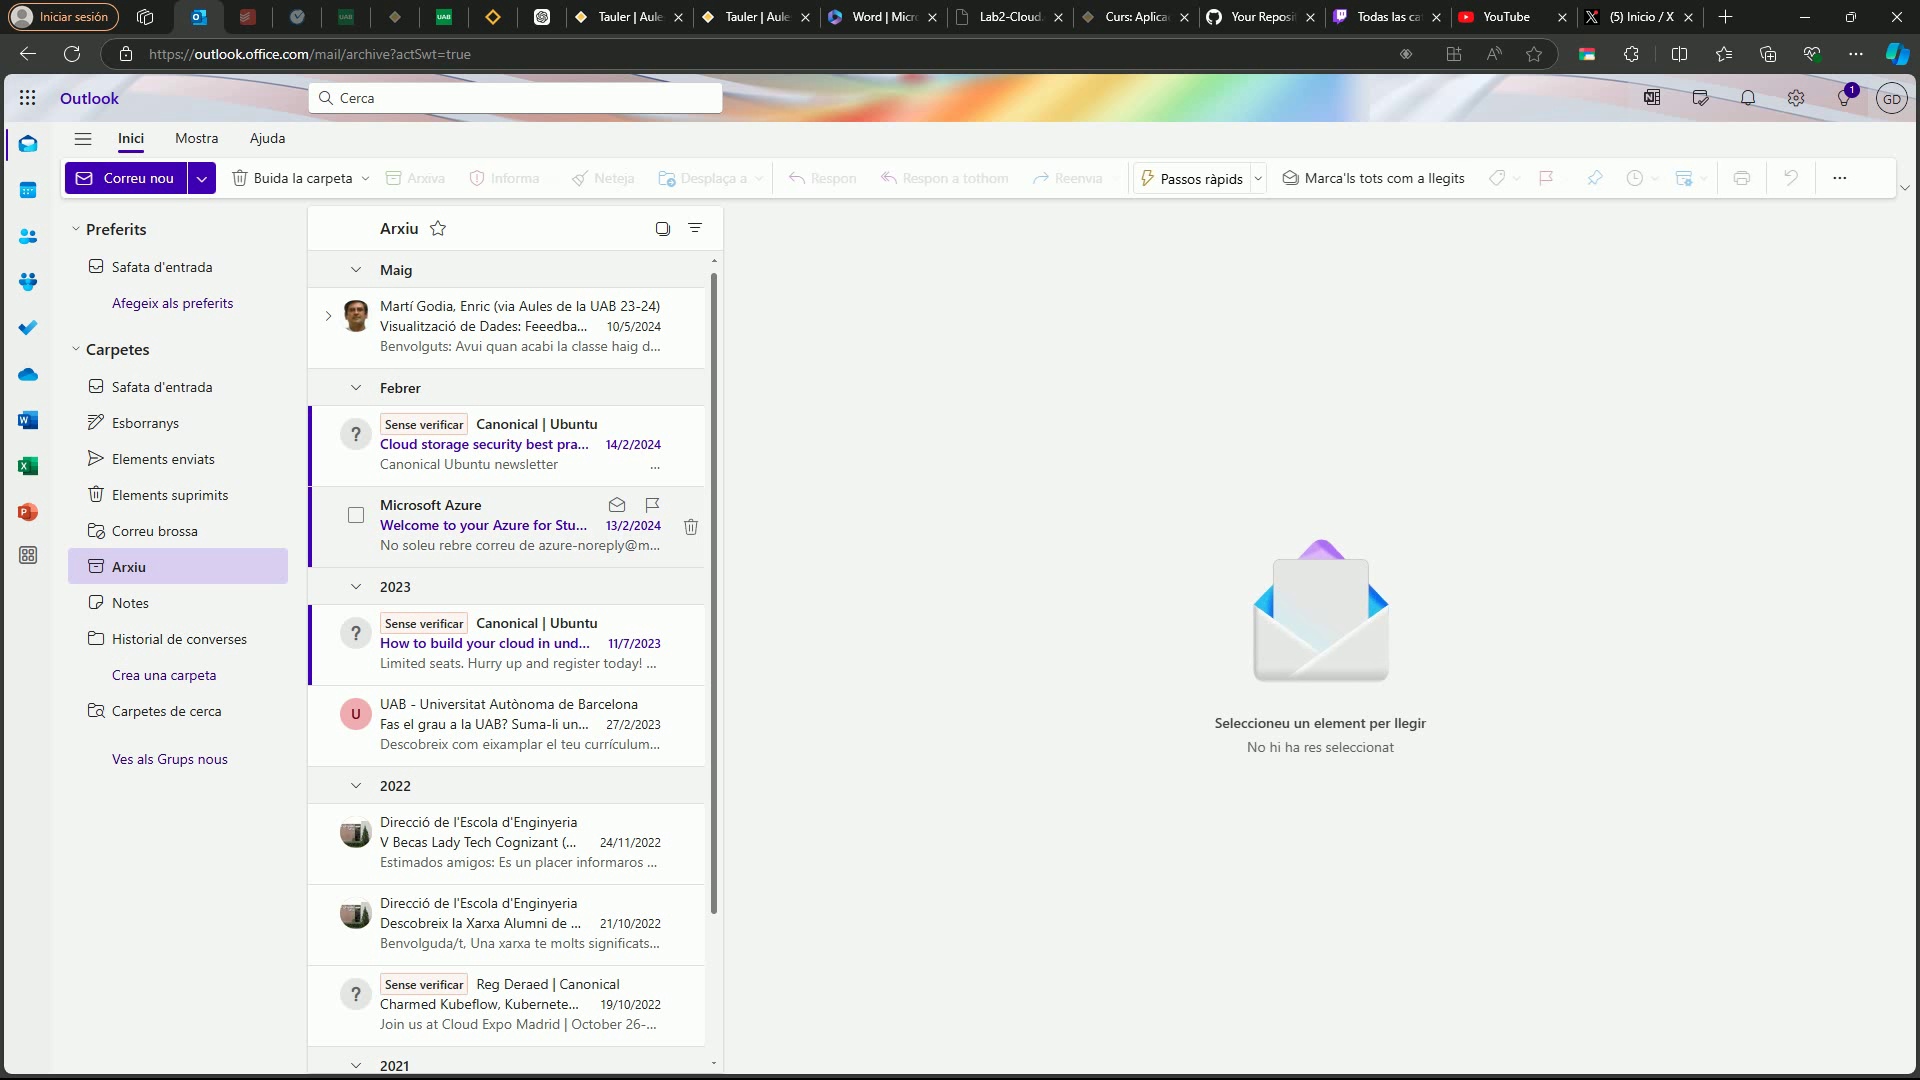 Iniciar sesión
UAB
UAB
Tauler | Aule
Tauler | Aule
Word | Micr
Lab2-Cloud.
Curs: Aplica
Your Reposi
Todas las ca
YouTube
(5) Inicio / X
https://outlook.office.com/mail/archive?actSwt=true
Outlook
Cerca
1
GD
Inici
Mostra
Ajuda
Correu nou
Buida la carpeta
Arxiva
Informa
Neteja
Desplaça a
Respon
Respon a tothom
Reenvia
Passos ràpids
Marca'ls tots com a llegits
Preferits
Safata d'entrada
Afegeix als preferits
Carpetes
Safata d'entrada
Esborranys
Elements enviats
Elements suprimits
Correu brossa
Arxiu
Notes
Historial de converses
Crea una carpeta
Carpetes de cerca
Ves als Grups nous
Arxiu
Maig
Martí Godia, Enric (via Aules de la UAB 23-24)
Visualització de Dades: Feeedba... 10/5/2024
Benvolguts: Avui quan acabi la classe haig d...
Febrer
? Sense verificar Canonical | Ubuntu
Cloud storage security best pra... 14/2/2024
Canonical Ubuntu newsletter ...
Microsoft Azure
Welcome to your Azure for Stu... 13/2/2024
No soleu rebre correu de azure-noreply@m...
2023
? Sense verificar Canonical | Ubuntu
How to build your cloud in und... 11/7/2023
Limited seats. Hurry up and register today! ...
U UAB - Universitat Autònoma de Barcelona
Fas el grau a la UAB? Suma-li un... 27/2/2023
Descobreix com eixamplar el teu currículum...
2022
Direcció de l'Escola d'Enginyeria
V Becas Lady Tech Cognizant (... 24/11/2022
Estimados amigos: Es un placer informaros ...
Direcció de l'Escola d'Enginyeria
Descobreix la Xarxa Alumni de ... 21/10/2022
Benvolguda/t, Una xarxa te molts significats...
? Sense verificar Reg Deraed | Canonical
Charmed Kubeflow, Kubernete... 19/10/2022
Join us at Cloud Expo Madrid | October 26-...
2021
Seleccioneu un element per llegir
No hi ha res seleccionat